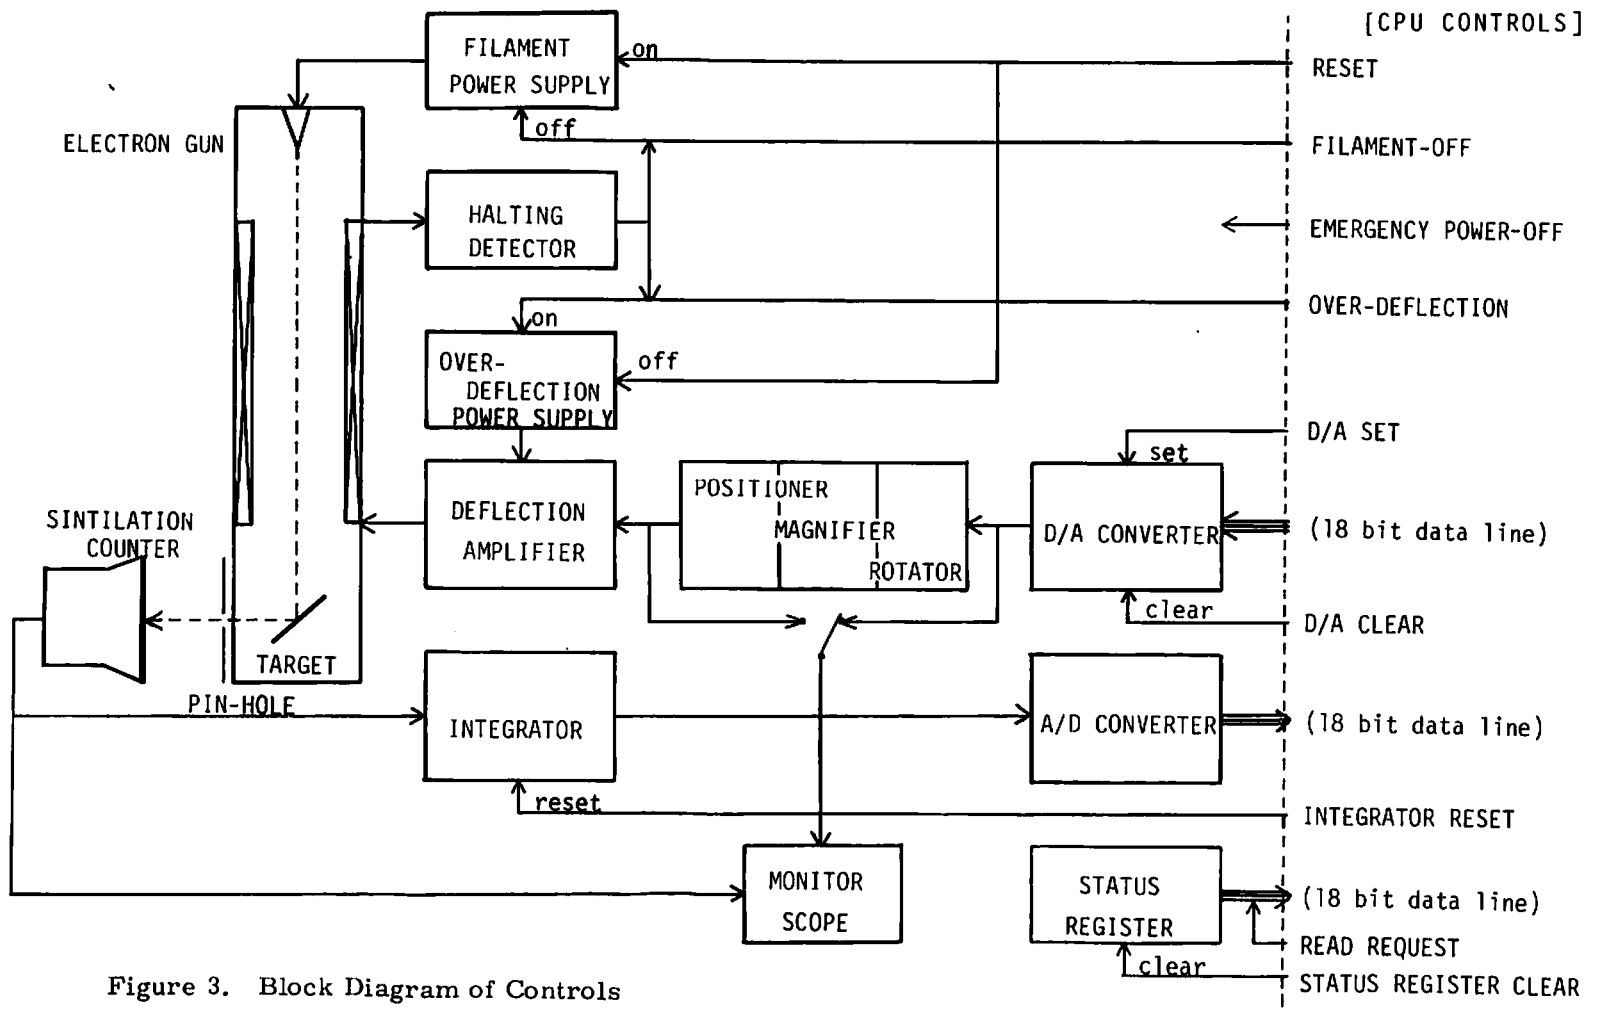 [CPU CONTROLS]
FILAMENT
POWER SUPPLY
on
RESET
off
FILAMENT-OFF
ELECTRON GUN
HALTING
DETECTOR
EMERGENCY POWER-OFF
OVER-DEFLECTION
on
OVER-
DEFLECTION
POWER SUPPLY
off
D/A SET
set
POSITIONER
MAGNIFIER
ROTATOR
DEFLECTION
AMPLIFIER
D/A CONVERTER
(18 bit data line)
SINTILATION
COUNTER
clear
D/A CLEAR
TARGET
PIN-HOLE
INTEGRATOR
A/D CONVERTER
(18 bit data line)
reset
INTEGRATOR RESET
MONITOR
SCOPE
STATUS
REGISTER
(18 bit data line)
READ REQUEST
clear
STATUS REGISTER CLEAR
Figure 3. Block Diagram of Controls